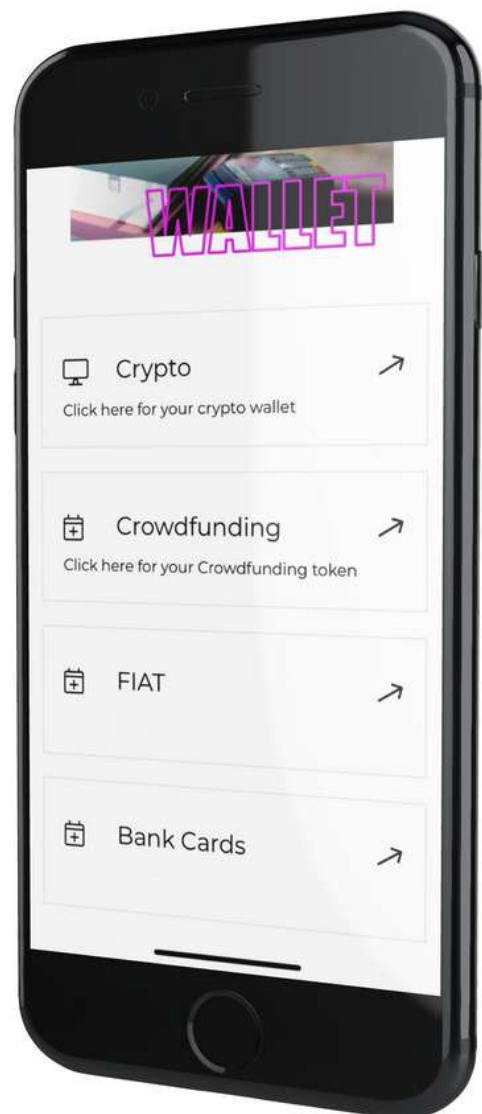 WALLET
Crypto
Click here for your crypto wallet
Crowdfunding
Click here for your Crowdfunding token
FIAT
Bank Cards